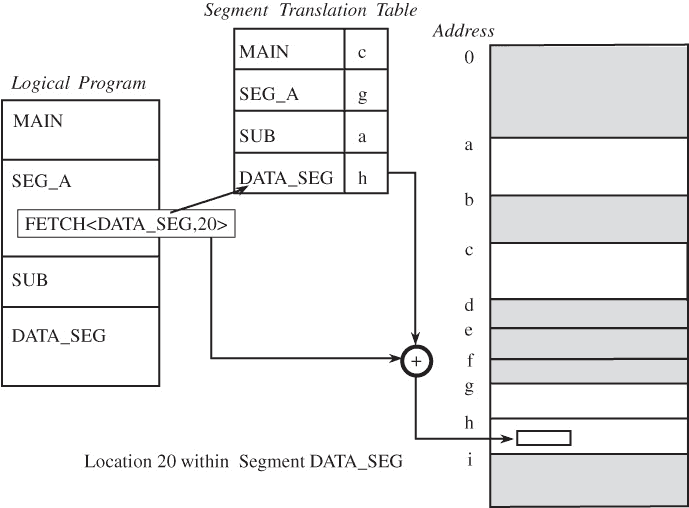 Segment Translation Table
Address
MAIN c
SEG_A g
SUB a
DATA_SEG h
Logical Program
MAIN
SEG_A
FETCH<DATA_SEG,20>
SUB
DATA_SEG
+
0
a
b
c
d
e
f
g
h
i
Location 20 within Segment DATA_SEG